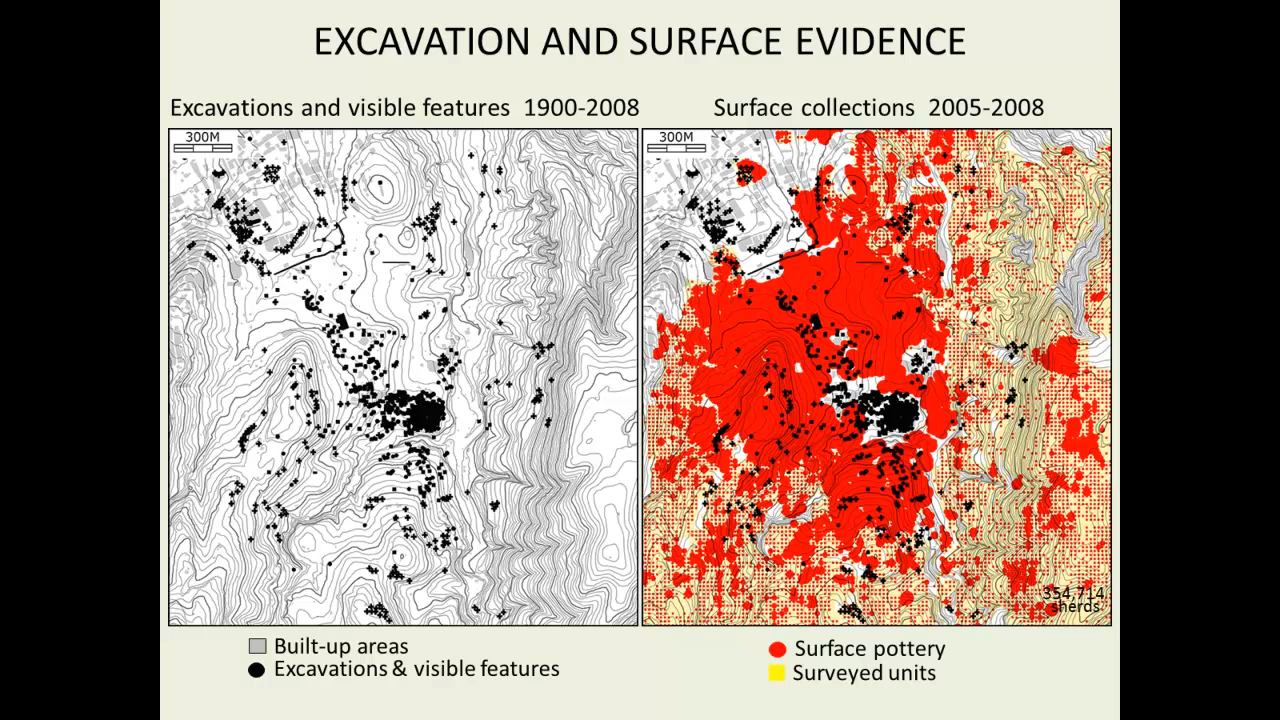 EXCAVATION AND SURFACE EVIDENCE
Excavations and visible features 1900-2008
Surface collections 2005-2008
300M
300M
354,714
sherds
Built-up areas
Excavations & visible features
Surface pottery
Surveyed units